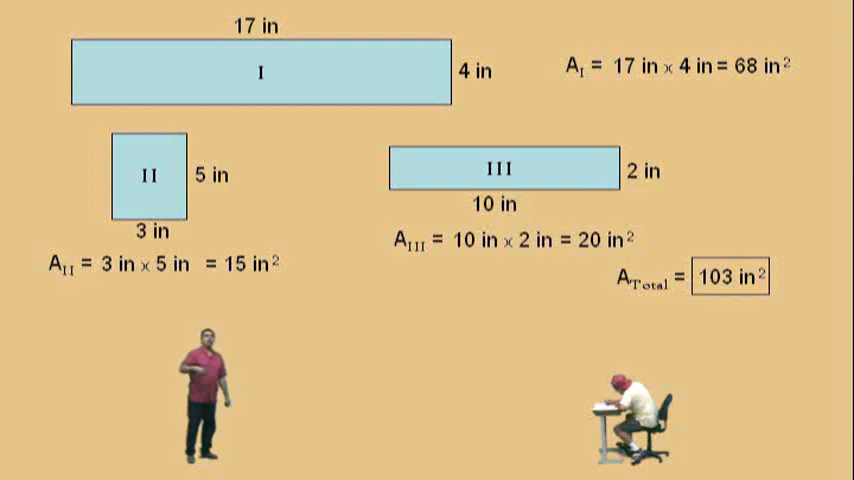 17 in
I
4 in
A_I = 17 in x 4 in = 68 in²
II
5 in
III
2 in
10 in
3 in
A_III = 10 in x 2 in = 20 in²
A_II = 3 in x 5 in = 15 in²
A_Total = 103 in²